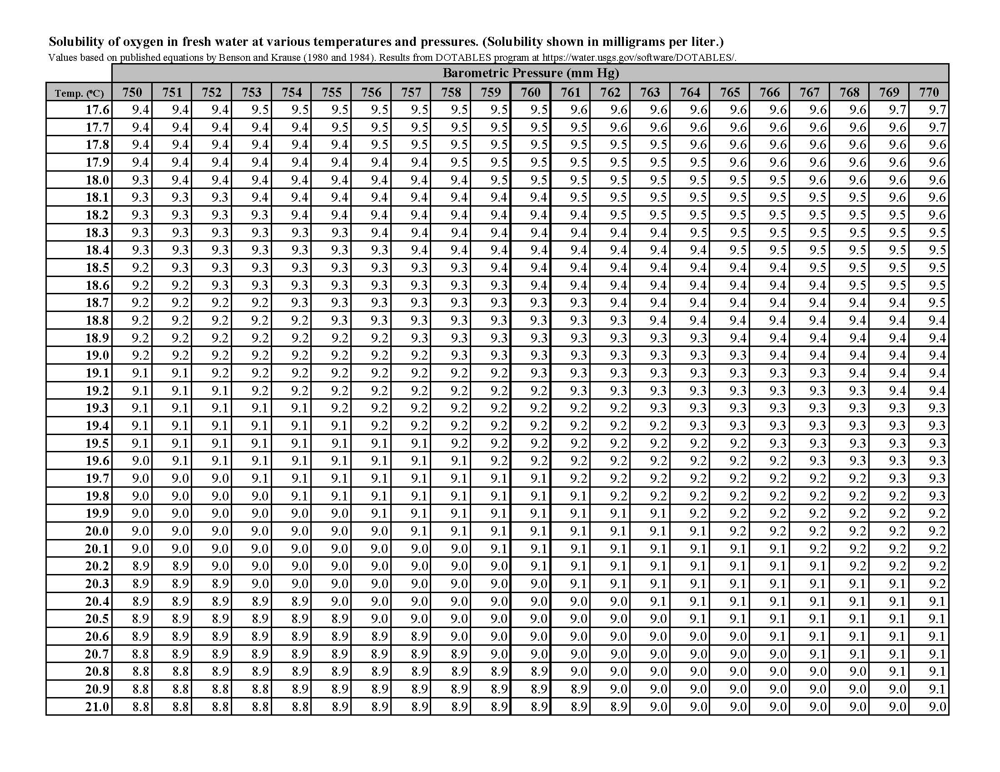 Solubility of oxygen in fresh water at various temperatures and pressures. (Solubility shown in milligrams per liter.)
Values based on published equations by Benson and Krause (1980 and 1984). Results from DOTABLES program at https://water.usgs.gov/software/DOTABLES/.
Barometric Pressure (mm Hg)
Temp. (ºC) 750 751 752 753 754 755 756 757 758 759 760 761 762 763 764 765 766 767 768 769 770
17.6 9.4 9.4 9.4 9.5 9.5 9.5 9.5 9.5 9.5 9.5 9.5 9.6 9.6 9.6 9.6 9.6 9.6 9.6 9.6 9.7 9.7
17.7 9.4 9.4 9.4 9.4 9.4 9.5 9.5 9.5 9.5 9.5 9.5 9.5 9.6 9.6 9.6 9.6 9.6 9.6 9.6 9.6 9.7
17.8 9.4 9.4 9.4 9.4 9.4 9.4 9.5 9.5 9.5 9.5 9.5 9.5 9.5 9.5 9.6 9.6 9.6 9.6 9.6 9.6 9.6
17.9 9.4 9.4 9.4 9.4 9.4 9.4 9.4 9.4 9.5 9.5 9.5 9.5 9.5 9.5 9.5 9.6 9.6 9.6 9.6 9.6 9.6
18.0 9.3 9.4 9.4 9.4 9.4 9.4 9.4 9.4 9.4 9.5 9.5 9.5 9.5 9.5 9.5 9.5 9.5 9.6 9.6 9.6 9.6
18.1 9.3 9.3 9.3 9.4 9.4 9.4 9.4 9.4 9.4 9.4 9.4 9.5 9.5 9.5 9.5 9.5 9.5 9.5 9.5 9.6 9.6
18.2 9.3 9.3 9.3 9.3 9.4 9.4 9.4 9.4 9.4 9.4 9.4 9.4 9.5 9.5 9.5 9.5 9.5 9.5 9.5 9.5 9.6
18.3 9.3 9.3 9.3 9.3 9.3 9.3 9.4 9.4 9.4 9.4 9.4 9.4 9.4 9.4 9.5 9.5 9.5 9.5 9.5 9.5 9.5
18.4 9.3 9.3 9.3 9.3 9.3 9.3 9.3 9.4 9.4 9.4 9.4 9.4 9.4 9.4 9.4 9.5 9.5 9.5 9.5 9.5 9.5
18.5 9.2 9.3 9.3 9.3 9.3 9.3 9.3 9.3 9.3 9.4 9.4 9.4 9.4 9.4 9.4 9.4 9.4 9.5 9.5 9.5 9.5
18.6 9.2 9.2 9.3 9.3 9.3 9.3 9.3 9.3 9.3 9.3 9.4 9.4 9.4 9.4 9.4 9.4 9.4 9.4 9.5 9.5 9.5
18.7 9.2 9.2 9.2 9.2 9.3 9.3 9.3 9.3 9.3 9.3 9.3 9.3 9.4 9.4 9.4 9.4 9.4 9.4 9.4 9.4 9.5
18.8 9.2 9.2 9.2 9.2 9.2 9.3 9.3 9.3 9.3 9.3 9.3 9.3 9.3 9.4 9.4 9.4 9.4 9.4 9.4 9.4 9.4
18.9 9.2 9.2 9.2 9.2 9.2 9.2 9.2 9.3 9.3 9.3 9.3 9.3 9.3 9.3 9.3 9.4 9.4 9.4 9.4 9.4 9.4
19.0 9.2 9.2 9.2 9.2 9.2 9.2 9.2 9.2 9.3 9.3 9.3 9.3 9.3 9.3 9.3 9.3 9.4 9.4 9.4 9.4 9.4
19.1 9.1 9.1 9.2 9.2 9.2 9.2 9.2 9.2 9.2 9.2 9.3 9.3 9.3 9.3 9.3 9.3 9.3 9.3 9.4 9.4 9.4
19.2 9.1 9.1 9.1 9.2 9.2 9.2 9.2 9.2 9.2 9.2 9.2 9.3 9.3 9.3 9.3 9.3 9.3 9.3 9.3 9.4 9.4
19.3 9.1 9.1 9.1 9.1 9.1 9.2 9.2 9.2 9.2 9.2 9.2 9.2 9.2 9.3 9.3 9.3 9.3 9.3 9.3 9.3 9.3
19.4 9.1 9.1 9.1 9.1 9.1 9.1 9.2 9.2 9.2 9.2 9.2 9.2 9.2 9.2 9.3 9.3 9.3 9.3 9.3 9.3 9.3
19.5 9.1 9.1 9.1 9.1 9.1 9.1 9.1 9.1 9.2 9.2 9.2 9.2 9.2 9.2 9.2 9.2 9.3 9.3 9.3 9.3 9.3
19.6 9.0 9.1 9.1 9.1 9.1 9.1 9.1 9.1 9.1 9.2 9.2 9.2 9.2 9.2 9.2 9.2 9.2 9.3 9.3 9.3 9.3
19.7 9.0 9.0 9.0 9.1 9.1 9.1 9.1 9.1 9.1 9.1 9.1 9.2 9.2 9.2 9.2 9.2 9.2 9.2 9.2 9.3 9.3
19.8 9.0 9.0 9.0 9.0 9.1 9.1 9.1 9.1 9.1 9.1 9.1 9.1 9.2 9.2 9.2 9.2 9.2 9.2 9.2 9.2 9.3
19.9 9.0 9.0 9.0 9.0 9.0 9.0 9.1 9.1 9.1 9.1 9.1 9.1 9.1 9.1 9.2 9.2 9.2 9.2 9.2 9.2 9.2
20.0 9.0 9.0 9.0 9.0 9.0 9.0 9.0 9.1 9.1 9.1 9.1 9.1 9.1 9.1 9.1 9.2 9.2 9.2 9.2 9.2 9.2
20.1 9.0 9.0 9.0 9.0 9.0 9.0 9.0 9.0 9.0 9.1 9.1 9.1 9.1 9.1 9.1 9.1 9.1 9.2 9.2 9.2 9.2
20.2 8.9 8.9 9.0 9.0 9.0 9.0 9.0 9.0 9.0 9.0 9.1 9.1 9.1 9.1 9.1 9.1 9.1 9.1 9.2 9.2 9.2
20.3 8.9 8.9 8.9 9.0 9.0 9.0 9.0 9.0 9.0 9.0 9.0 9.1 9.1 9.1 9.1 9.1 9.1 9.1 9.1 9.1 9.2
20.4 8.9 8.9 8.9 8.9 8.9 9.0 9.0 9.0 9.0 9.0 9.0 9.0 9.0 9.1 9.1 9.1 9.1 9.1 9.1 9.1 9.1
20.5 8.9 8.9 8.9 8.9 8.9 8.9 9.0 9.0 9.0 9.0 9.0 9.0 9.0 9.0 9.1 9.1 9.1 9.1 9.1 9.1 9.1
20.6 8.9 8.9 8.9 8.9 8.9 8.9 8.9 8.9 9.0 9.0 9.0 9.0 9.0 9.0 9.0 9.0 9.1 9.1 9.1 9.1 9.1
20.7 8.8 8.9 8.9 8.9 8.9 8.9 8.9 8.9 8.9 9.0 9.0 9.0 9.0 9.0 9.0 9.0 9.0 9.1 9.1 9.1 9.1
20.8 8.8 8.8 8.9 8.9 8.9 8.9 8.9 8.9 8.9 8.9 8.9 9.0 9.0 9.0 9.0 9.0 9.0 9.0 9.0 9.1 9.1
20.9 8.8 8.8 8.8 8.8 8.9 8.9 8.9 8.9 8.9 8.9 8.9 8.9 9.0 9.0 9.0 9.0 9.0 9.0 9.0 9.0 9.1
21.0 8.8 8.8 8.8 8.8 8.8 8.9 8.9 8.9 8.9 8.9 8.9 8.9 8.9 9.0 9.0 9.0 9.0 9.0 9.0 9.0 9.0